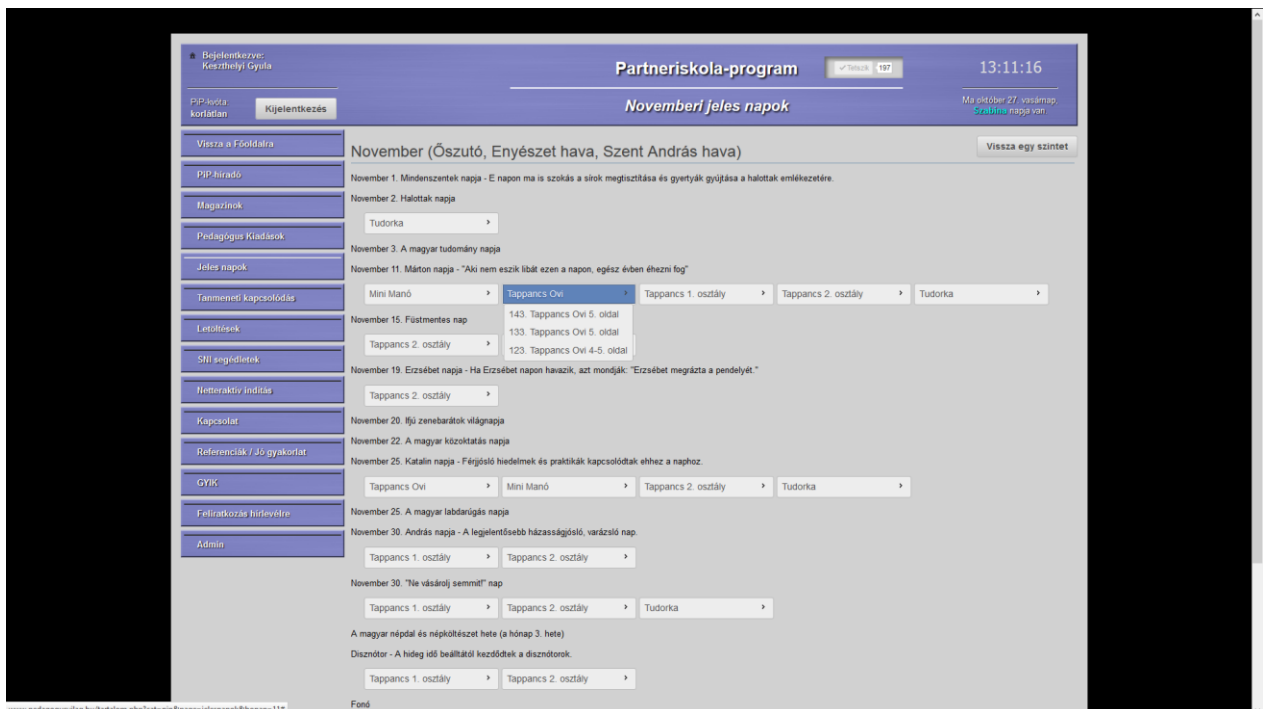 Bejelentkezve:
Keszthelyi Gyula
Partneriskola-program
Tetszik 197
13:11:16
PiP-kvóta:
korlátlan
Kijelentkezés
Novemberi jeles napok
Ma október 27. vasárnap,
Szabina napja van.
Vissza a Főoldalra
PiP-híradó
Magazinok
Pedagógus Kiadások
Jeles napok
Tanmeneti kapcsolódás
Letöltések
SNI segédletek
Netteraktív indítás
Kapcsolat
Referenciák / Jó gyakorlat
GYIK
Feliratkozás hírlevélre
Admin
November (Őszutó, Enyészet hava, Szent András hava)
Vissza egy szintet
November 1. Mindenszentek napja - E napon ma is szokás a sírok megtisztítása és gyertyák gyújtása a halottak emlékezetére.
November 2. Halottak napja
Tudorka
November 3. A magyar tudomány napja
November 11. Márton napja - "Aki nem eszik libát ezen a napon, egész évben éhezni fog"
Mini Manó Tappancs Ovi Tappancs 1. osztály Tappancs 2. osztály Tudorka
143. Tappancs Ovi 5. oldal
133. Tappancs Ovi 5. oldal
123. Tappancs Ovi 4-5. oldal
November 15. Füstmentes nap
Tappancs 2. osztály
November 19. Erzsébet napja - Ha Erzsébet napon havazik, azt mondják: "Erzsébet megrázta a pendelyét."
Tappancs 2. osztály
November 20. Ifjú zenebarátok világnapja
November 22. A magyar közoktatás napja
November 25. Katalin napja - Férjjósló hiedelmek és praktikák kapcsolódtak ehhez a naphoz.
Tappancs Ovi Mini Manó Tappancs 2. osztály Tudorka
November 25. A magyar labdarúgás napja
November 30. András napja - A legjelentősebb házasságjósló, varázsló nap.
Tappancs 1. osztály Tappancs 2. osztály
November 30. "Ne vásárolj semmit!" nap
Tappancs 1. osztály Tappancs 2. osztály Tudorka
A magyar népdal és népköltészet hete (a hónap 3. hete)
Disznótor - A hideg idő beálltától kezdődtek a disznótorok.
Tappancs 1. osztály Tappancs 2. osztály
Fonó